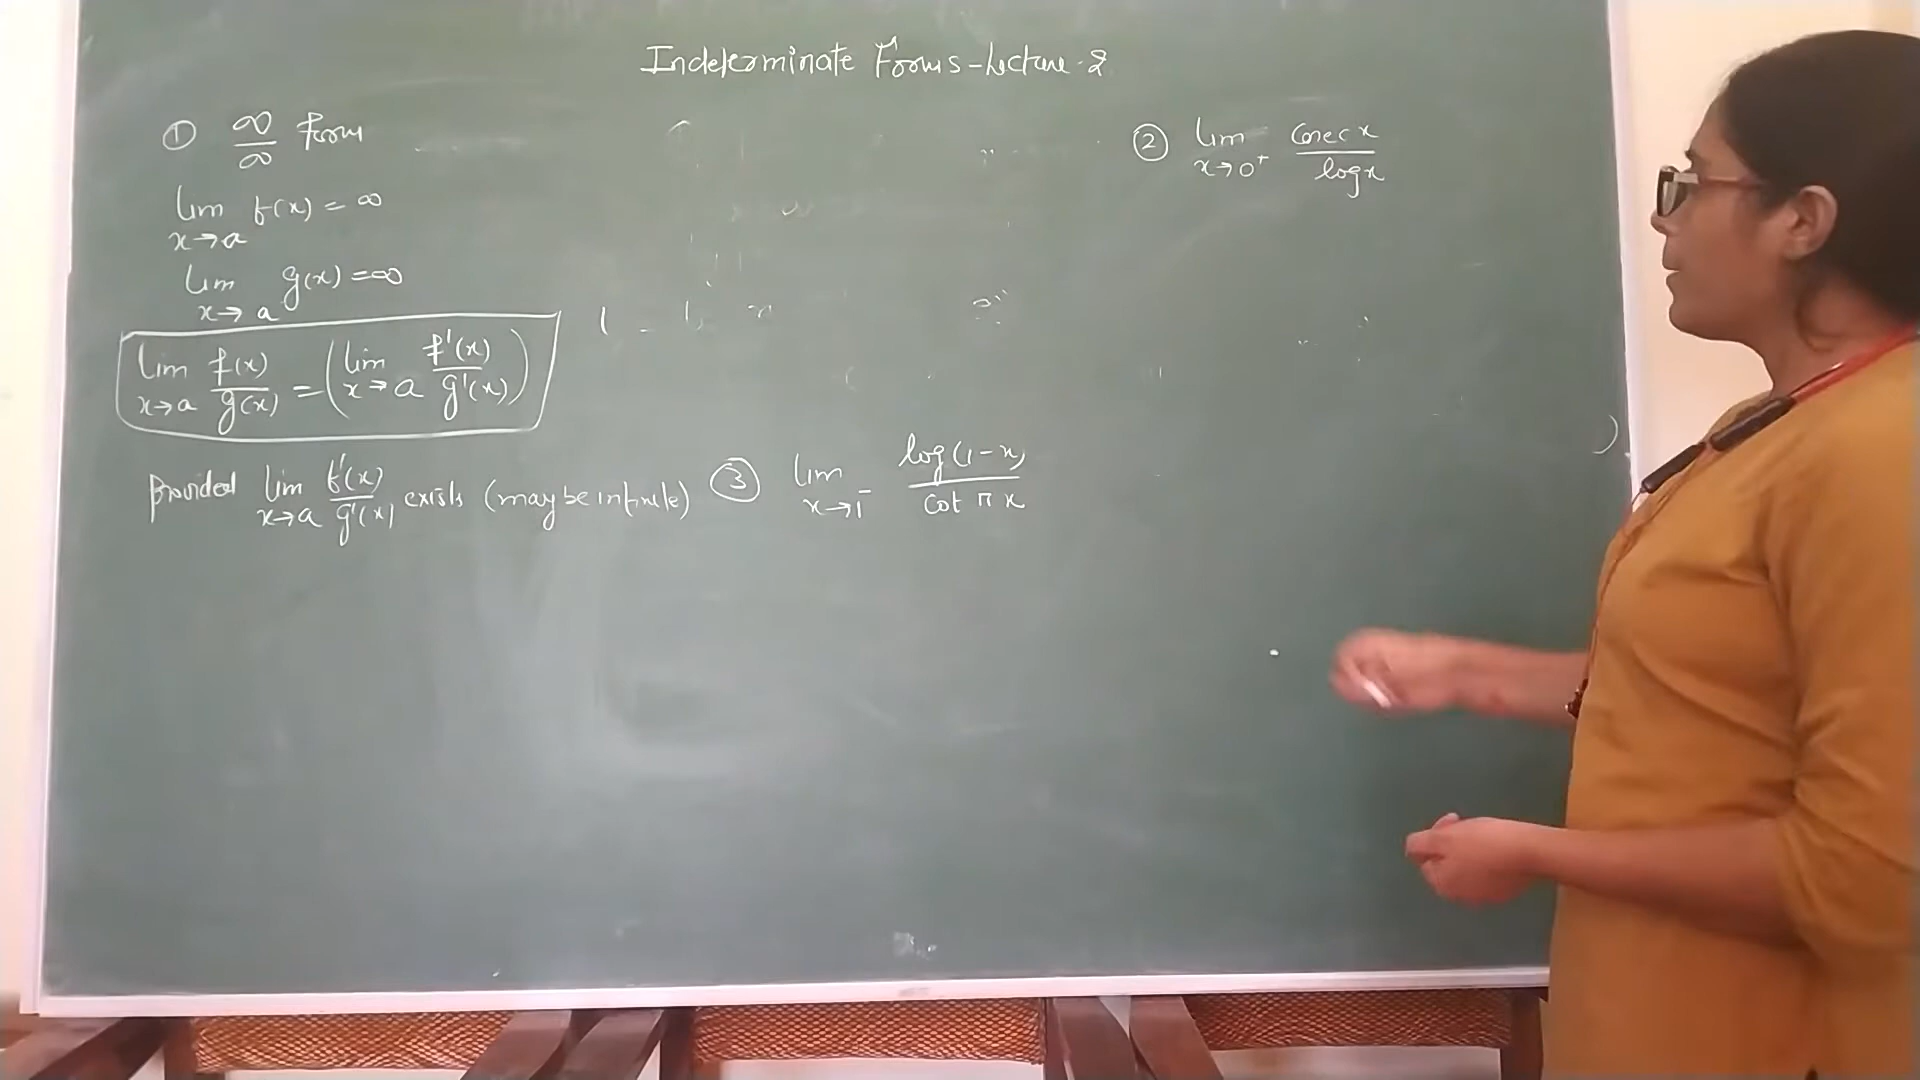 Indeterminate Forms - Lecture - 2
① ∞/∞ Form
lim x→a f(x) = ∞
lim x→a g(x) = ∞
lim x→a f(x)/g(x) = (lim x→a f'(x)/g'(x))
provided lim x→a f'(x)/g'(x) exists (may be infinite)
② lim x→0⁺ cosec x / log x
③ lim x→1⁻ log(1-x) / cot π x